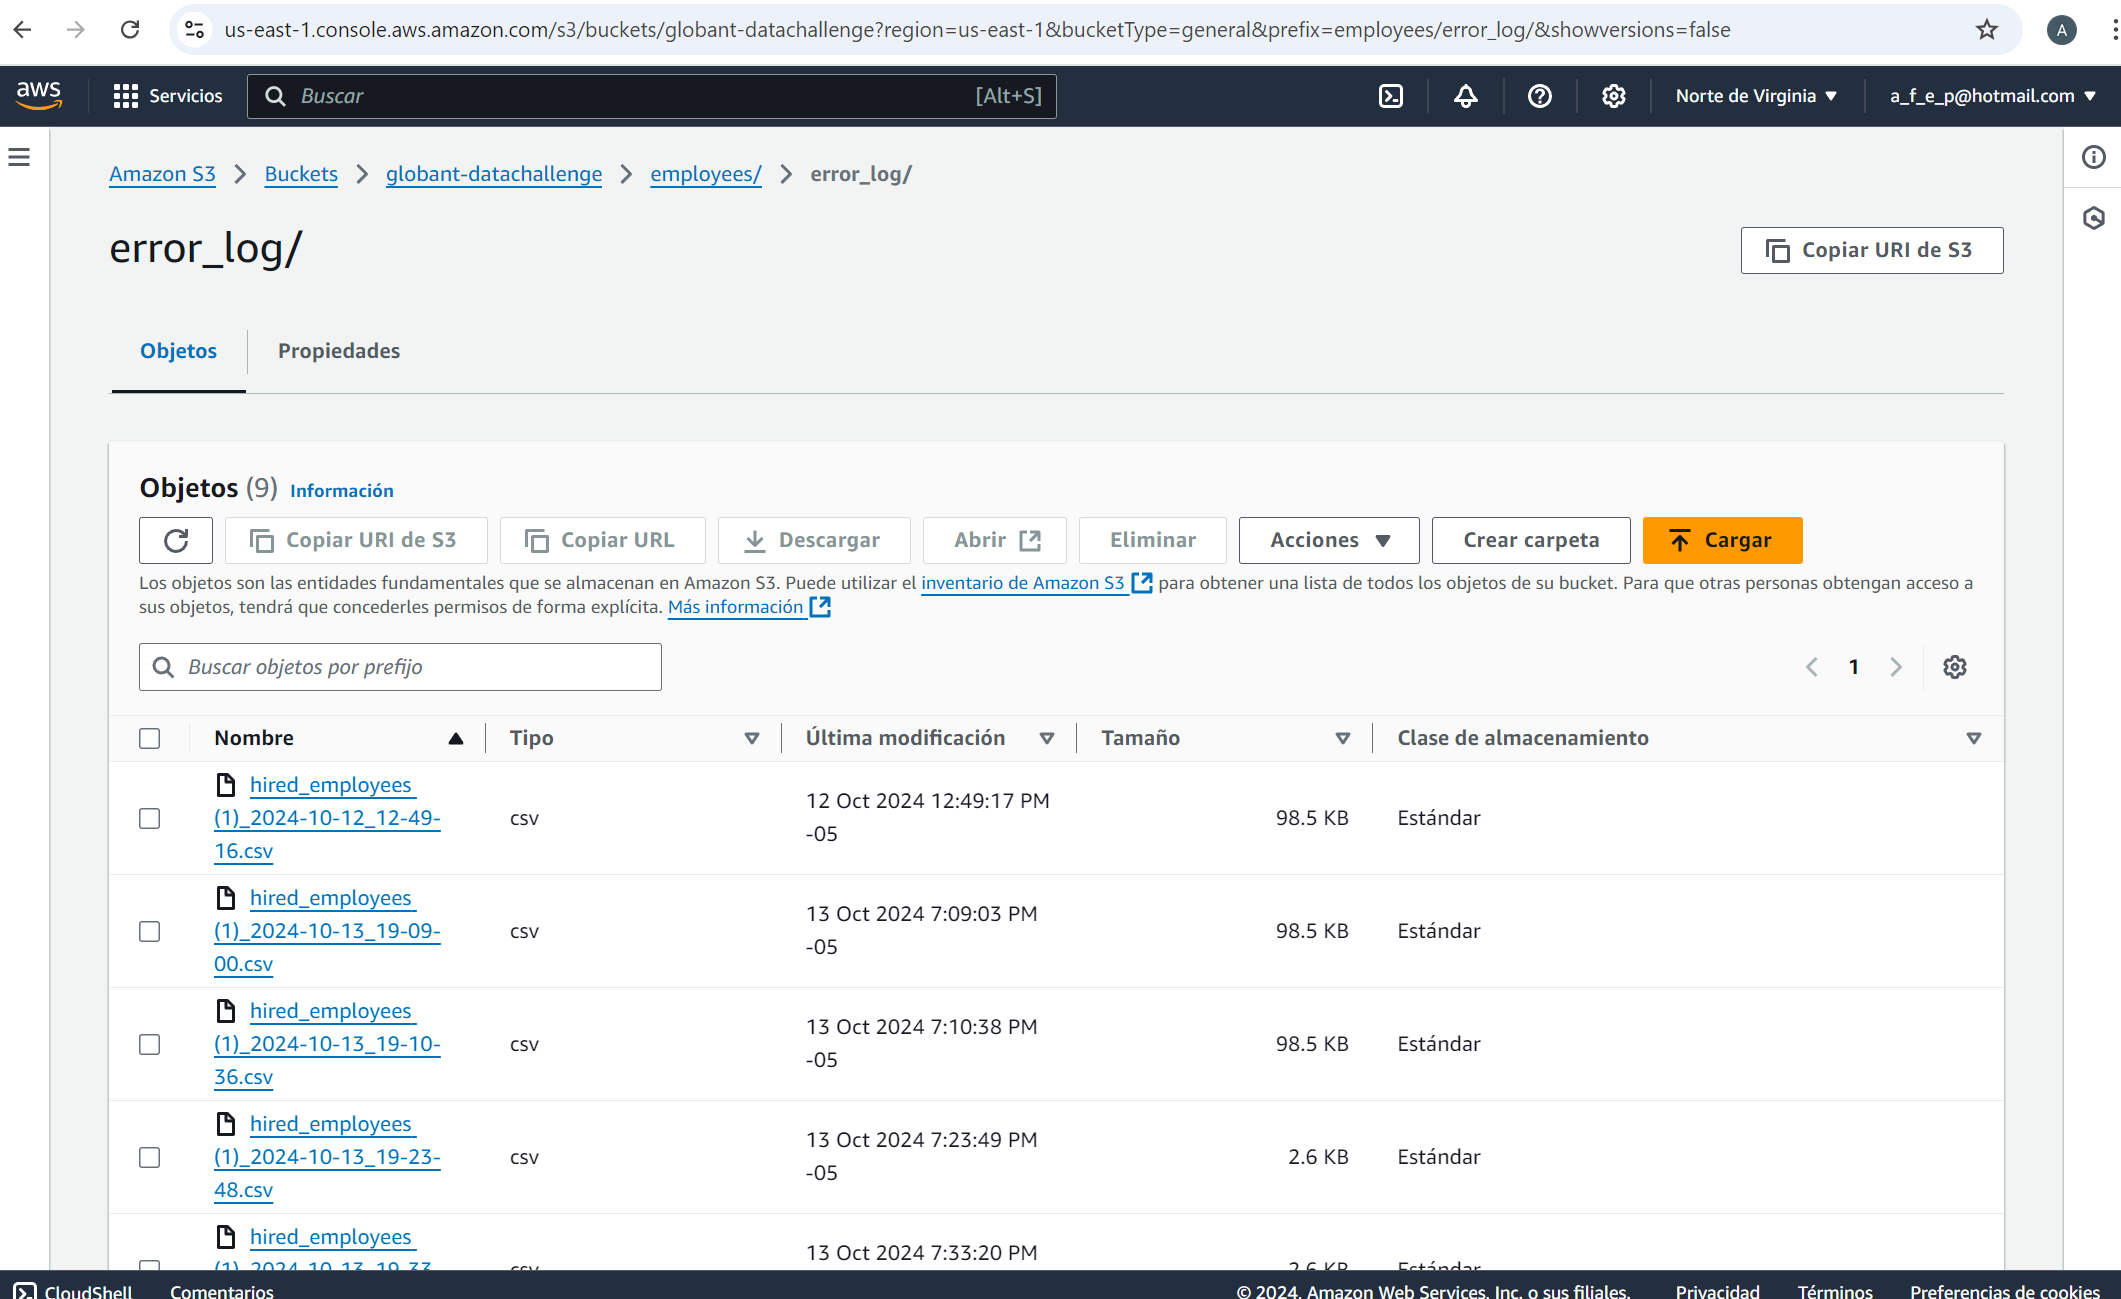 us-east-1.console.aws.amazon.com/s3/buckets/globant-datachallenge?region=us-east-1&bucketType=general&prefix=employees/error_log/&showversions=false
A
aws
Servicios
Buscar
[Alt+S]
Norte de Virginia
a_f_e_p@hotmail.com
Amazon S3
Buckets
globant-datachallenge
employees/
error_log/
error_log/
Copiar URI de S3
Objetos
Propiedades
Objetos (9) Información
Copiar URI de S3
Copiar URL
Descargar
Abrir
Eliminar
Acciones
Crear carpeta
Cargar
Los objetos son las entidades fundamentales que se almacenan en Amazon S3. Puede utilizar el inventario de Amazon S3 para obtener una lista de todos los objetos de su bucket. Para que otras personas obtengan acceso a
sus objetos, tendrá que concederles permisos de forma explícita. Más información
Buscar objetos por prefijo
1
Nombre
Tipo
Última modificación
Tamaño
Clase de almacenamiento
hired_employees
(1)_2024-10-12_12-49-
16.csv
csv
12 Oct 2024 12:49:17 PM
-05
98.5 KB
Estándar
hired_employees
(1)_2024-10-13_19-09-
00.csv
csv
13 Oct 2024 7:09:03 PM
-05
98.5 KB
Estándar
hired_employees
(1)_2024-10-13_19-10-
36.csv
csv
13 Oct 2024 7:10:38 PM
-05
98.5 KB
Estándar
hired_employees
(1)_2024-10-13_19-23-
48.csv
csv
13 Oct 2024 7:23:49 PM
-05
2.6 KB
Estándar
hired_employees
(1)_2024-10-13_19-33
csv
13 Oct 2024 7:33:20 PM
2.6 KB
Estándar
CloudShell
Comentarios
© 2024, Amazon Web Services, Inc. o sus filiales.
Privacidad
Términos
Preferencias de cookies